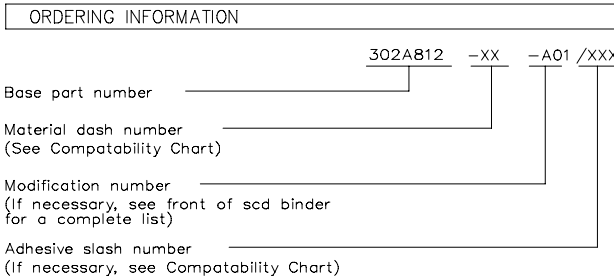 ORDERING INFORMATION
302A812 -XX -A01 /XXX
Base part number
Material dash number
(See Compatability Chart)
Modification number
(If necessary, see front of scd binder
for a complete list)
Adhesive slash number
(If necessary, see Compatability Chart)